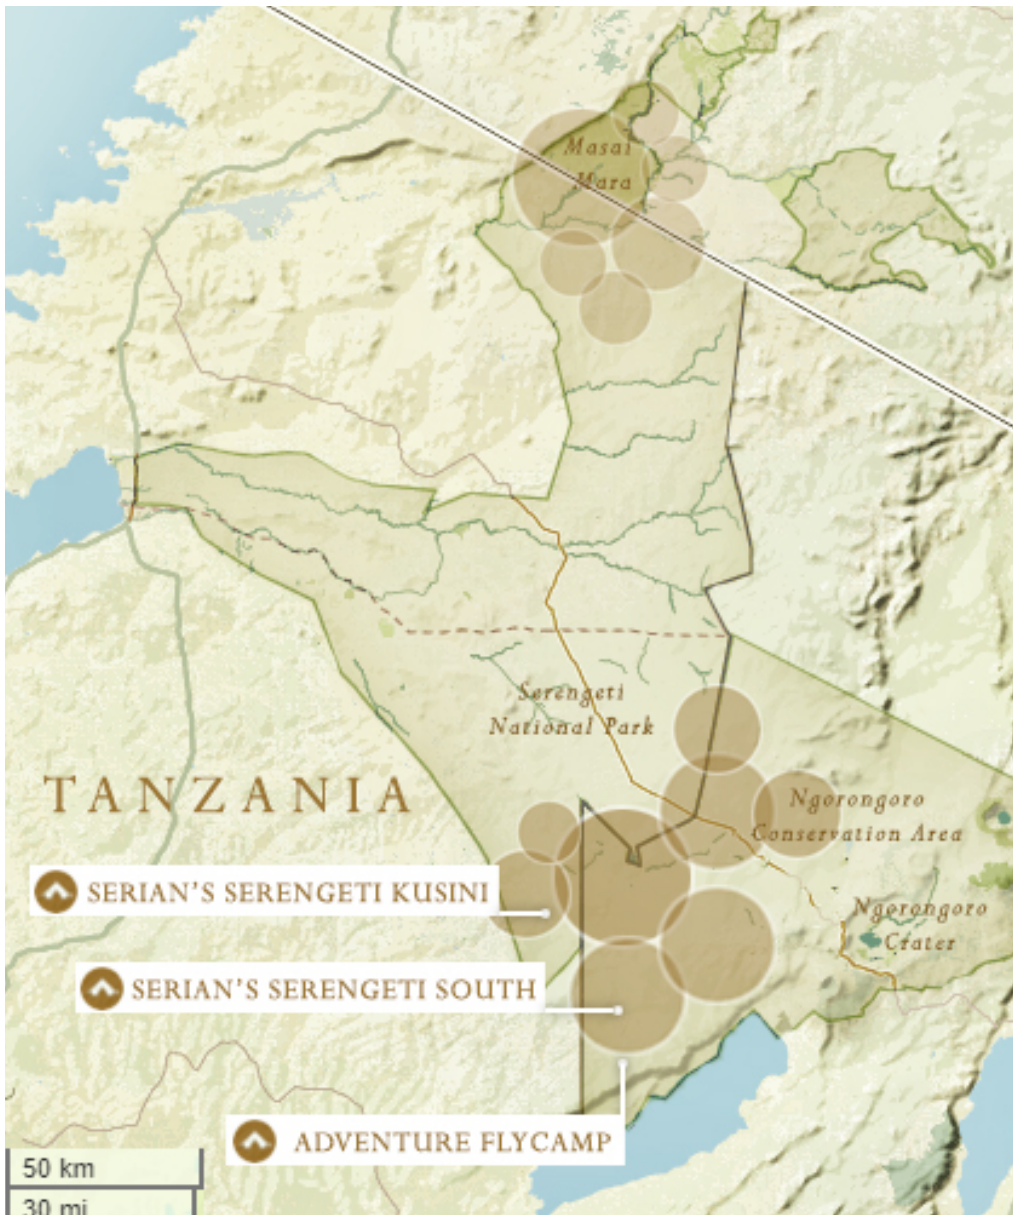 Masai
Mara
Serengeti
National Park
TANZANIA
Ngorongoro
Conservation Area
SERIAN'S SERENGETI KUSINI
Ngorongoro
Crater
SERIAN'S SERENGETI SOUTH
ADVENTURE FLYCAMP
50 km
30 mi